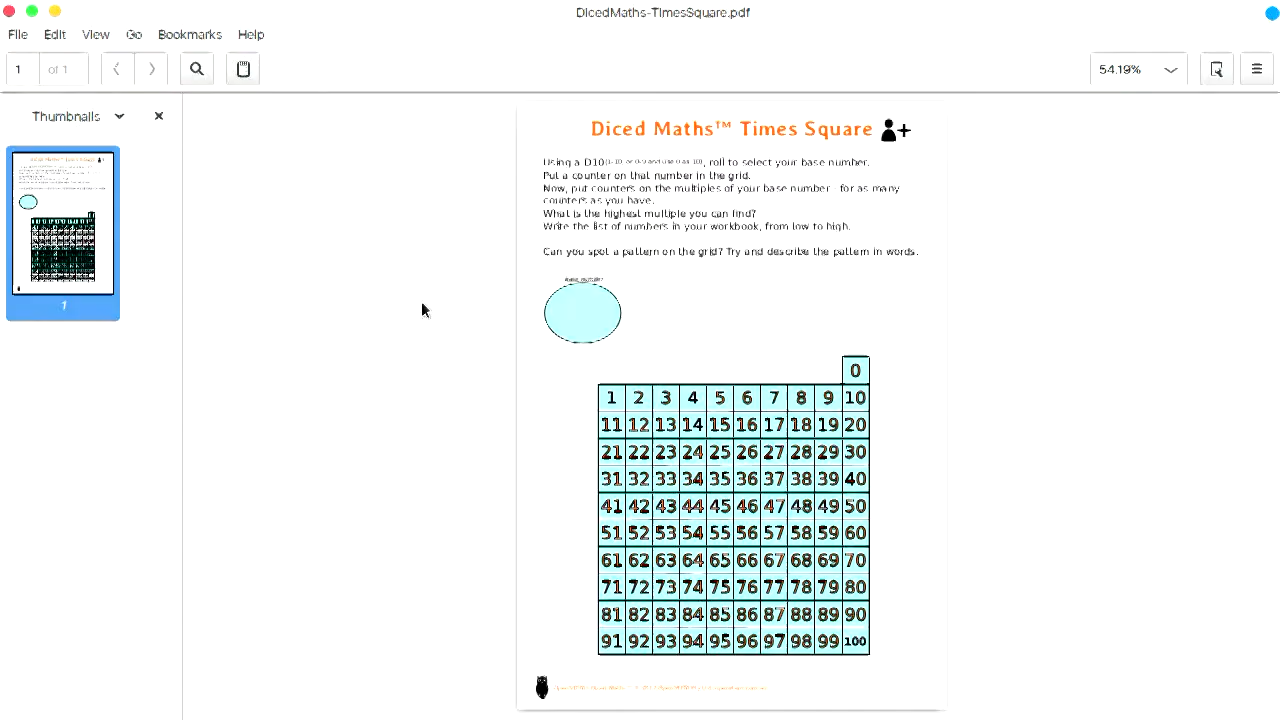 DicedMaths-TimesSquare.pdf
File Edit View Go Bookmarks Help
1 of 1
54.19%
Thumbnails
1
Diced Maths™ Times Square
Using a D10, roll to select your base number.
Put a counter on that number in the grid.
Now, put counters on the multiples of your base number for as many
counters as you have.
What is the highest multiple you can find?
Write the list of numbers in your workbook, from low to high.
Can you spot a pattern on the grid? Try and describe the pattern in words.
0
1 2 3 4 5 6 7 8 9 10
11 12 13 14 15 16 17 18 19 20
21 22 23 24 25 26 27 28 29 30
31 32 33 34 35 36 37 38 39 40
41 42 43 44 45 46 47 48 49 50
51 52 53 54 55 56 57 58 59 60
61 62 63 64 65 66 67 68 69 70
71 72 73 74 75 76 77 78 79 80
81 82 83 84 85 86 87 88 89 90
91 92 93 94 95 96 97 98 99 100